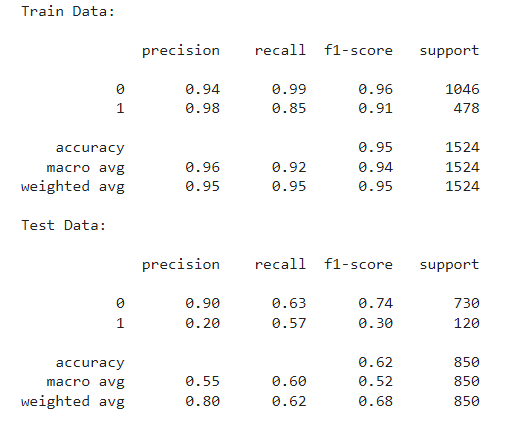 Train Data:
precision recall f1-score support
0 0.94 0.99 0.96 1046
1 0.98 0.85 0.91 478
accuracy 0.95 1524
macro avg 0.96 0.92 0.94 1524
weighted avg 0.95 0.95 0.95 1524
Test Data:
precision recall f1-score support
0 0.90 0.63 0.74 730
1 0.20 0.57 0.30 120
accuracy 0.62 850
macro avg 0.55 0.60 0.52 850
weighted avg 0.80 0.62 0.68 850